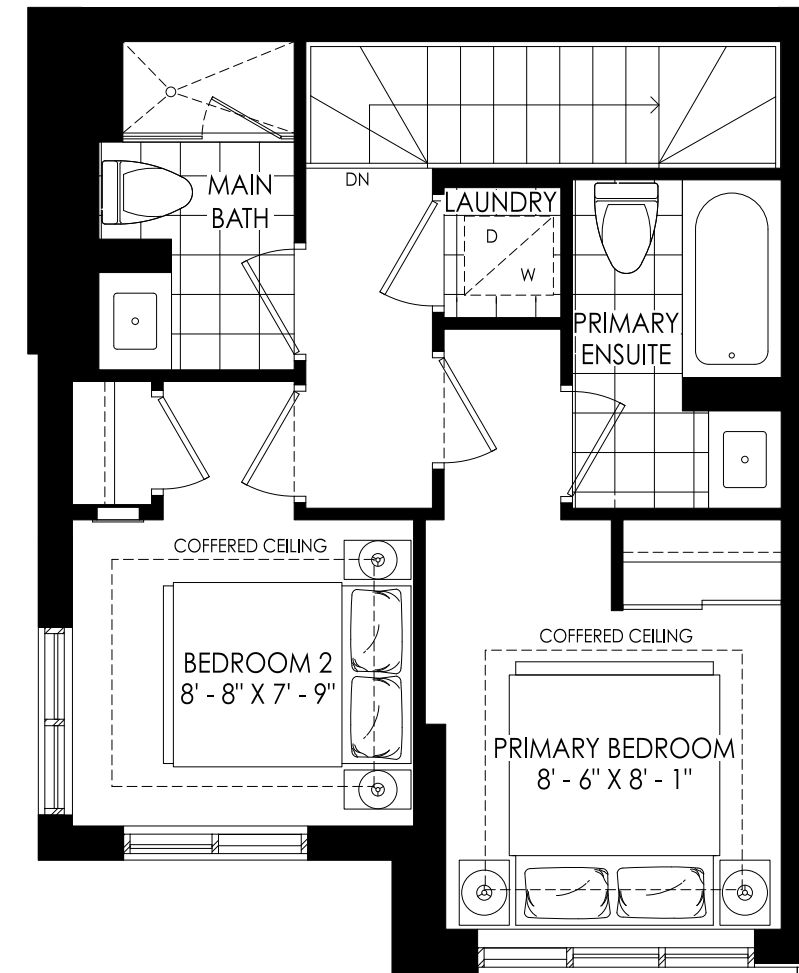 MAIN
BATH
DN
LAUNDRY
D
W
PRIMARY
ENSUITE
COFFERED CEILING
BEDROOM 2
8' - 8" X 7' - 9"
COFFERED CEILING
PRIMARY BEDROOM
8' - 6" X 8' - 1"